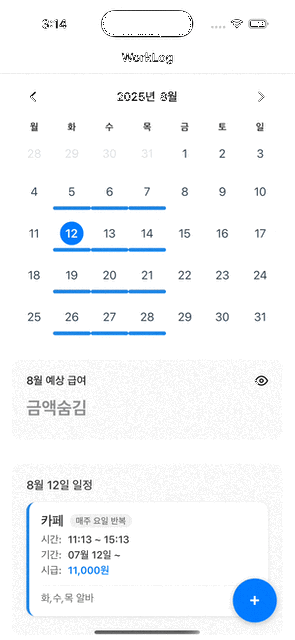 9:14
WorkLog
2025년 8월
월 화 수 목 금 토 일
28 29 30 31 1 2 3
4 5 6 7 8 9 10
11 12 13 14 15 16 17
18 19 20 21 22 23 24
25 26 27 28 29 30 31
8월 예상 급여
금액숨김
8월 12일 일정
카페 매주 요일 반복
시간: 11:13 ~ 15:13
기간: 07월 12일 ~
시급: 11,000원
화,수,목 알바
+